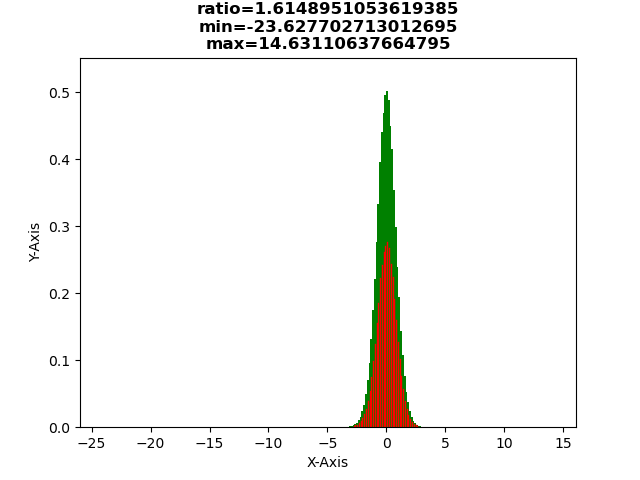 ratio=1.6148951053619385
min=-23.627702713012695
max=14.63110637664795
0.5
0.4
0.3
0.2
0.1
0.0
Y-Axis
−25 −20 −15 −10 −5 0 5 10 15
X-Axis